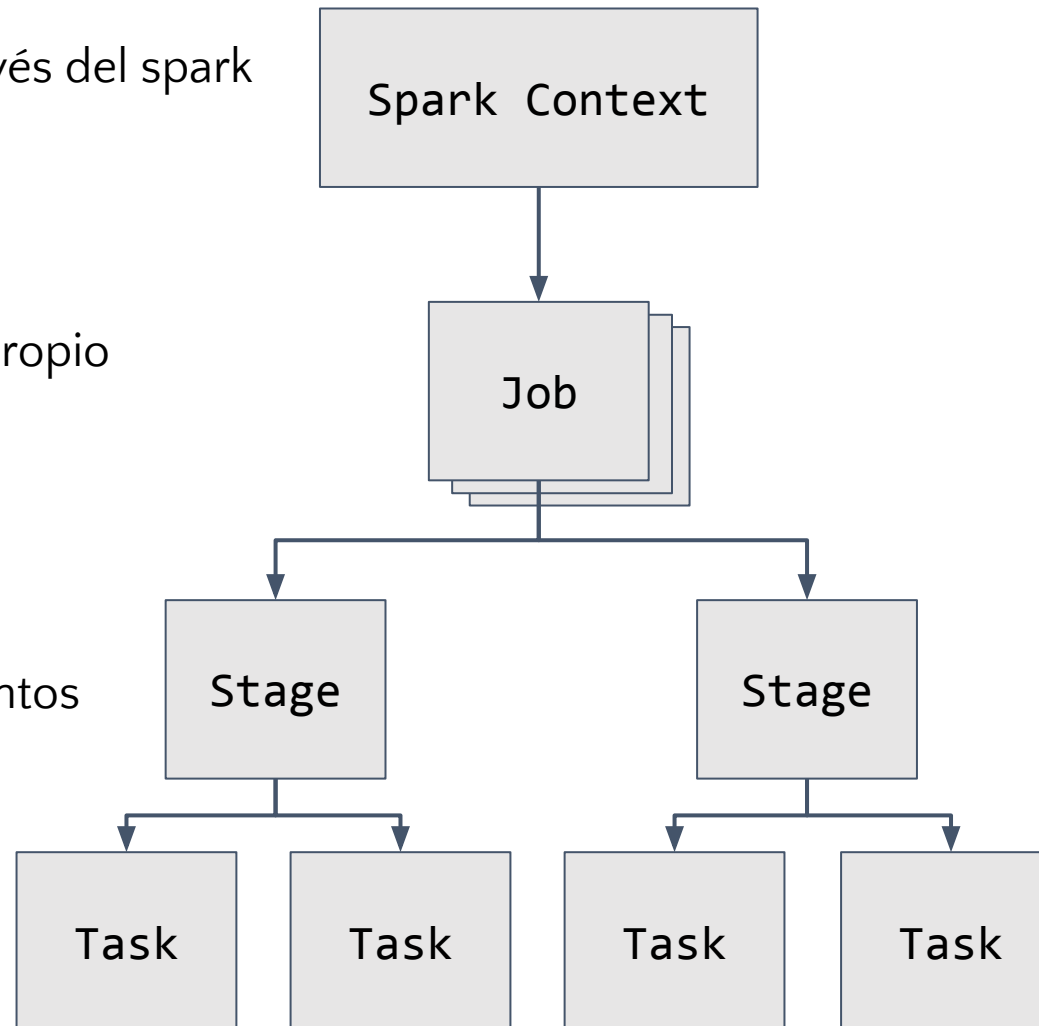 vés del spark
Spark Context
ropio
Job
ntos
Stage
Stage
Task
Task
Task
Task